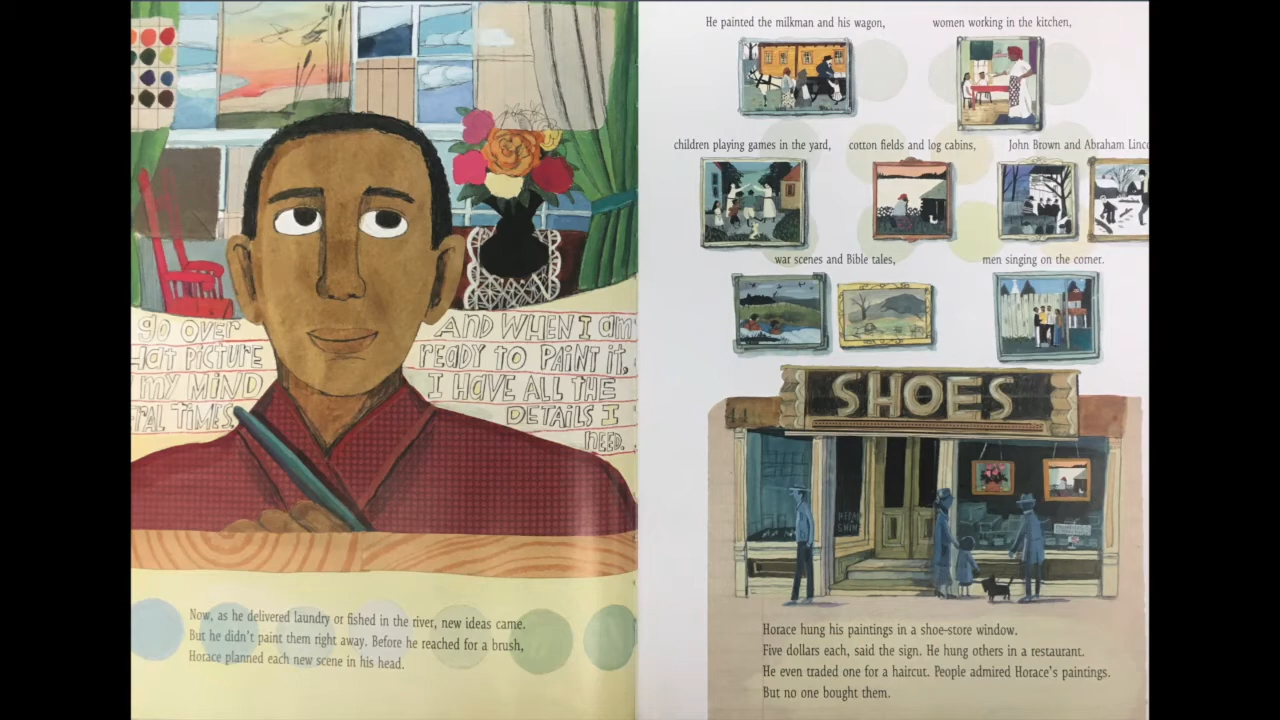 go over
hat picture
my mind
ral times.
And when I am
ready to paint it,
I have all the
details I
need.
Now, as he delivered laundry or fished in the river, new ideas came.
But he didn't paint them right away. Before he reached for a brush,
Horace planned each new scene in his head.
He painted the milkman and his wagon,
women working in the kitchen,
children playing games in the yard,
cotton fields and log cabins,
John Brown and Abraham Linc
war scenes and Bible tales,
men singing on the corner.
SHOES
Horace hung his paintings in a shoe-store window.
Five dollars each, said the sign. He hung others in a restaurant.
He even traded one for a haircut. People admired Horace's paintings.
But no one bought them.